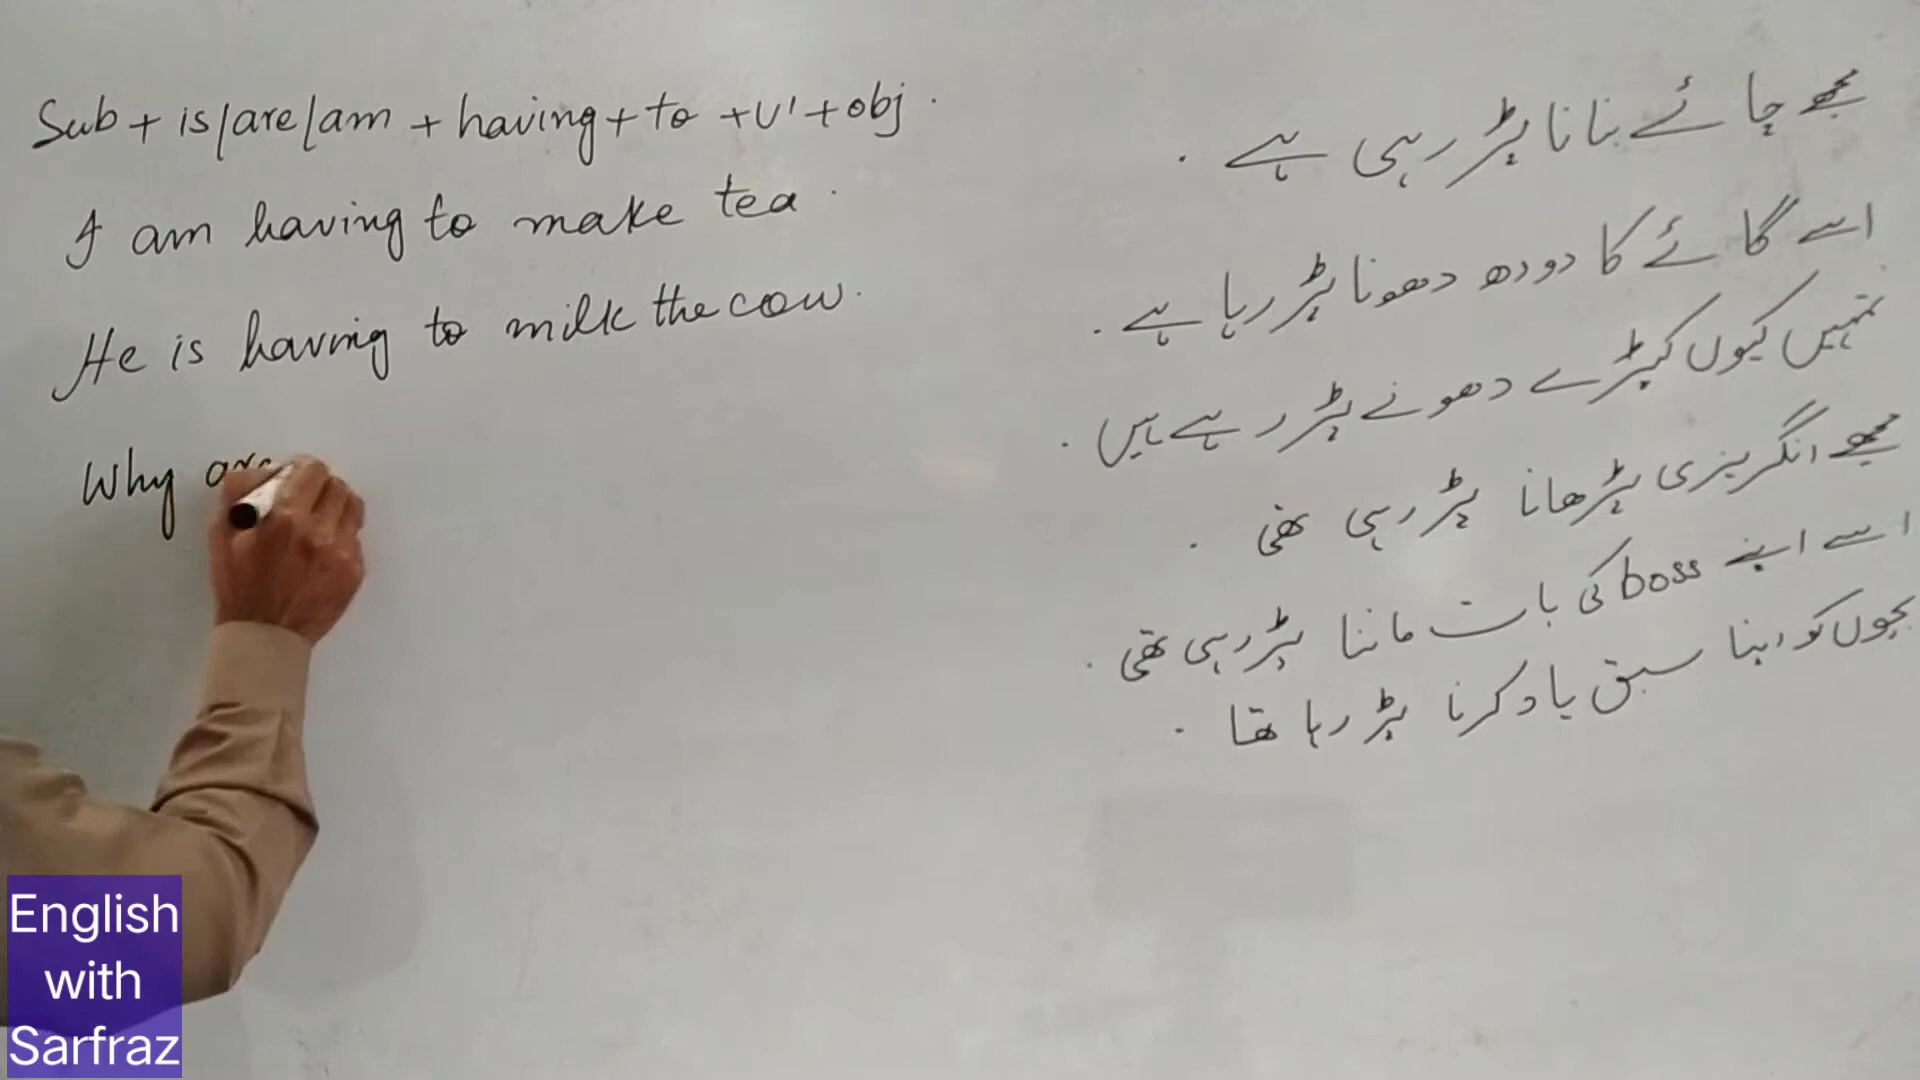 Sub + is/are/am + having + to + V' + obj.
I am having to make tea.
He is having to milk the cow.
Why are
مجھے چائے بنانا پڑ رہی ہے .
اسے گائے کا دودھ دھونا پڑ رہا ہے .
تمہیں کیوں کپڑے دھونے پڑ رہے ہیں .
مجھے انگریزی پڑھانا پڑ رہی تھی .
اسے اپنے boss کی بات ماننا پڑ رہی تھی .
بچوں کو اپنا سبق یاد کرنا پڑ رہا تھا .
English
with
Sarfraz